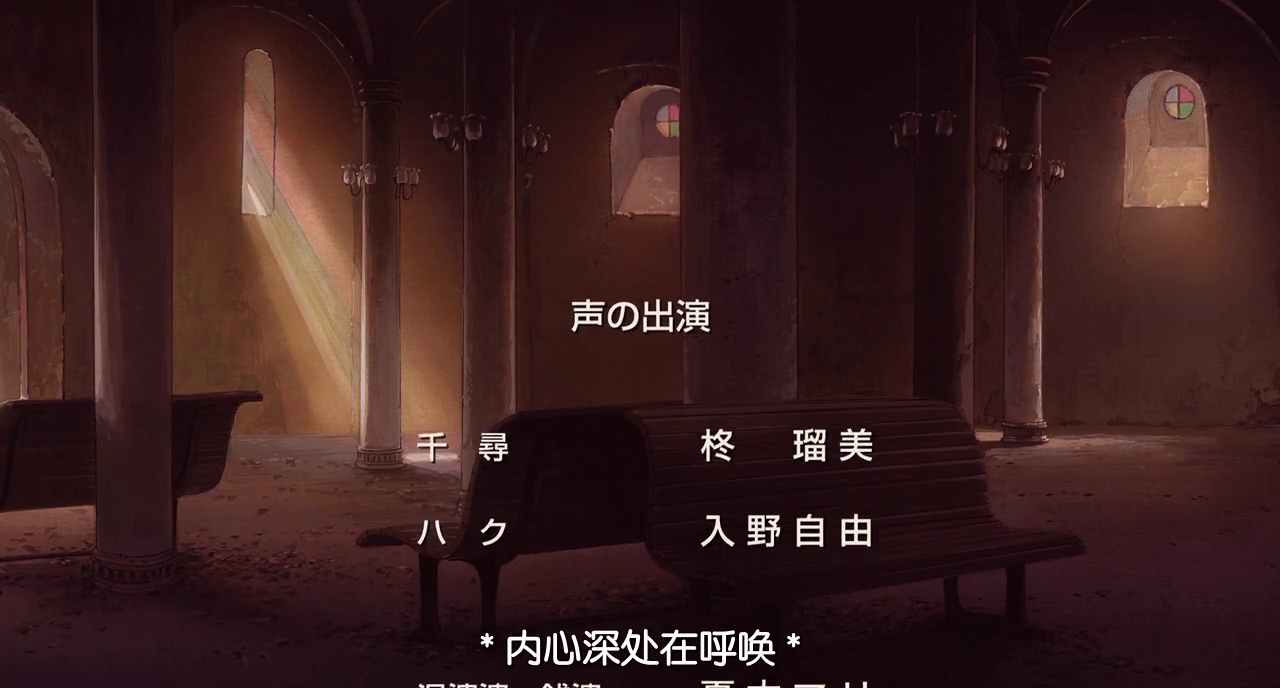 声の出演
千 尋 柊 瑠美
ハ ク 入野自由
* 内心深处在呼唤 *